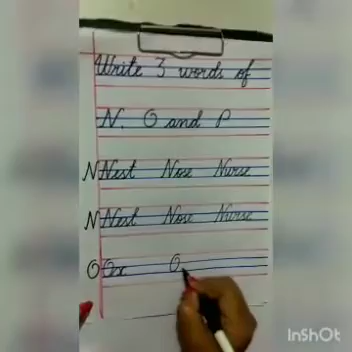 Write 3 words of
N, O and P
N Nest Nose Nurse
N Nest Nose Nurse
O Ox O
InShOt